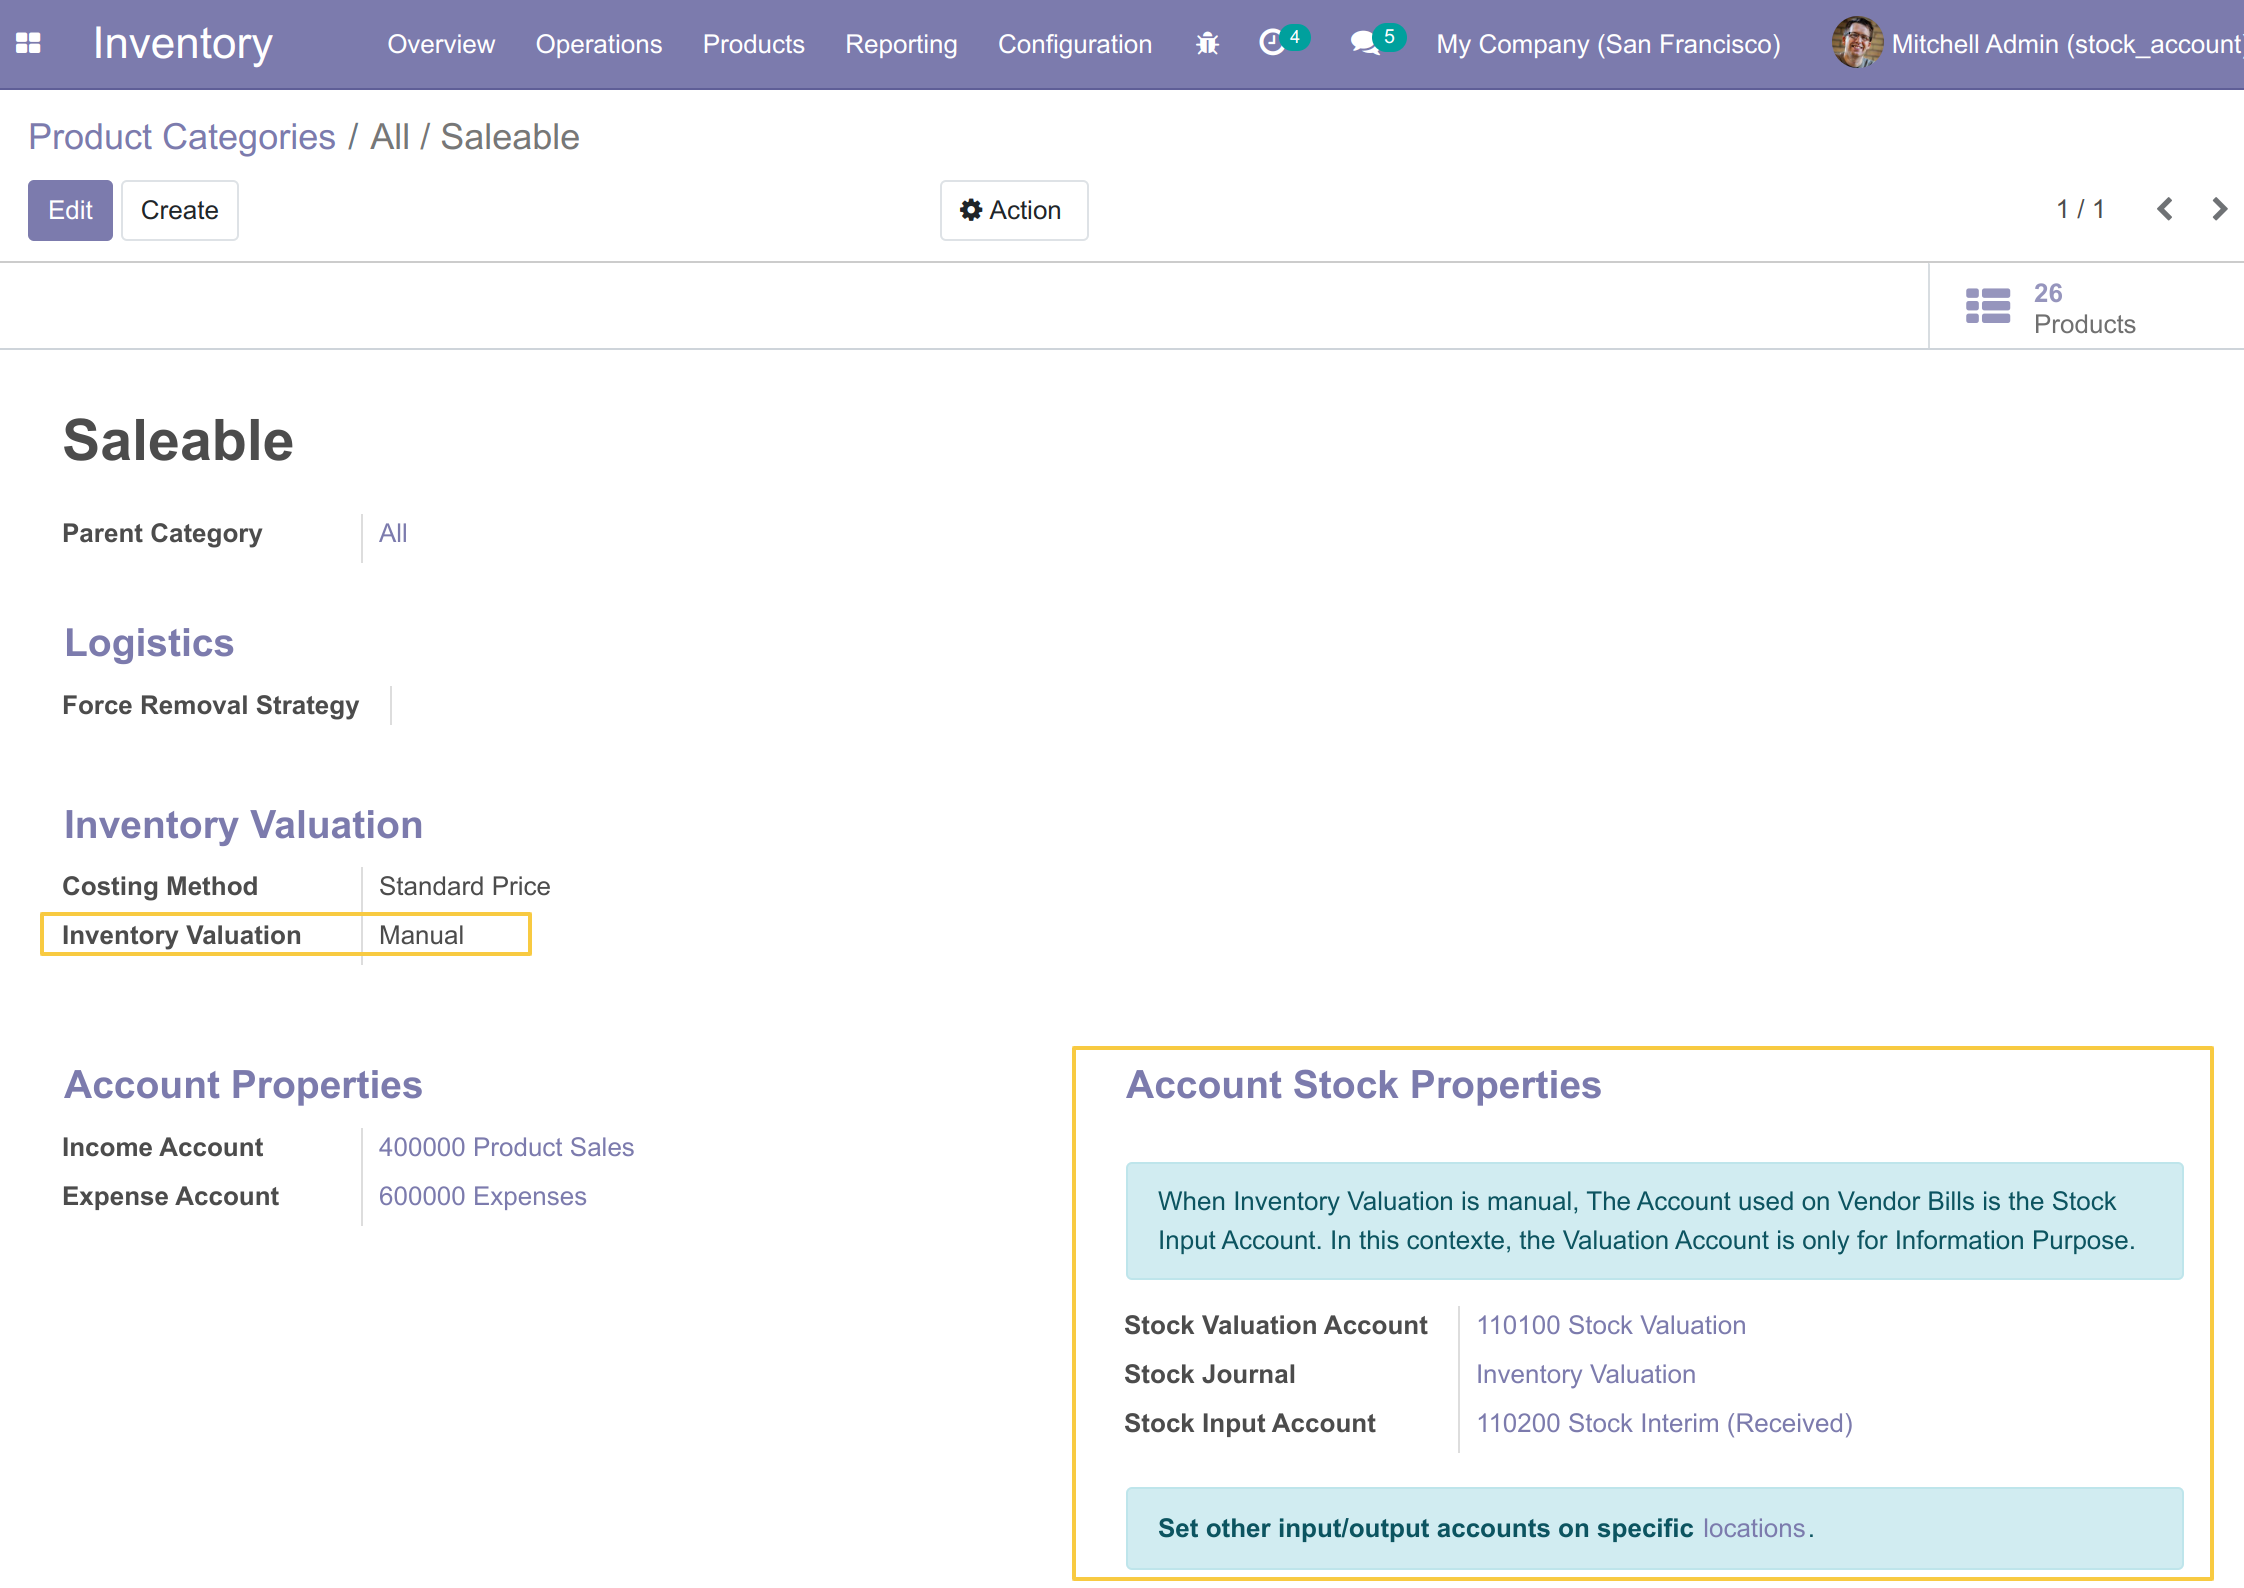 Inventory Overview Operations Products Reporting Configuration 4 5 My Company (San Francisco) Mitchell Admin (stock_account)
Product Categories / All / Saleable
Edit Create Action 1 / 1
26
Products
Saleable
Parent Category All
Logistics
Force Removal Strategy
Inventory Valuation
Costing Method Standard Price
Inventory Valuation Manual
Account Properties
Income Account 400000 Product Sales
Expense Account 600000 Expenses
Account Stock Properties
When Inventory Valuation is manual, The Account used on Vendor Bills is the Stock
Input Account. In this contexte, the Valuation Account is only for Information Purpose.
Stock Valuation Account 110100 Stock Valuation
Stock Journal Inventory Valuation
Stock Input Account 110200 Stock Interim (Received)
Set other input/output accounts on specific locations.